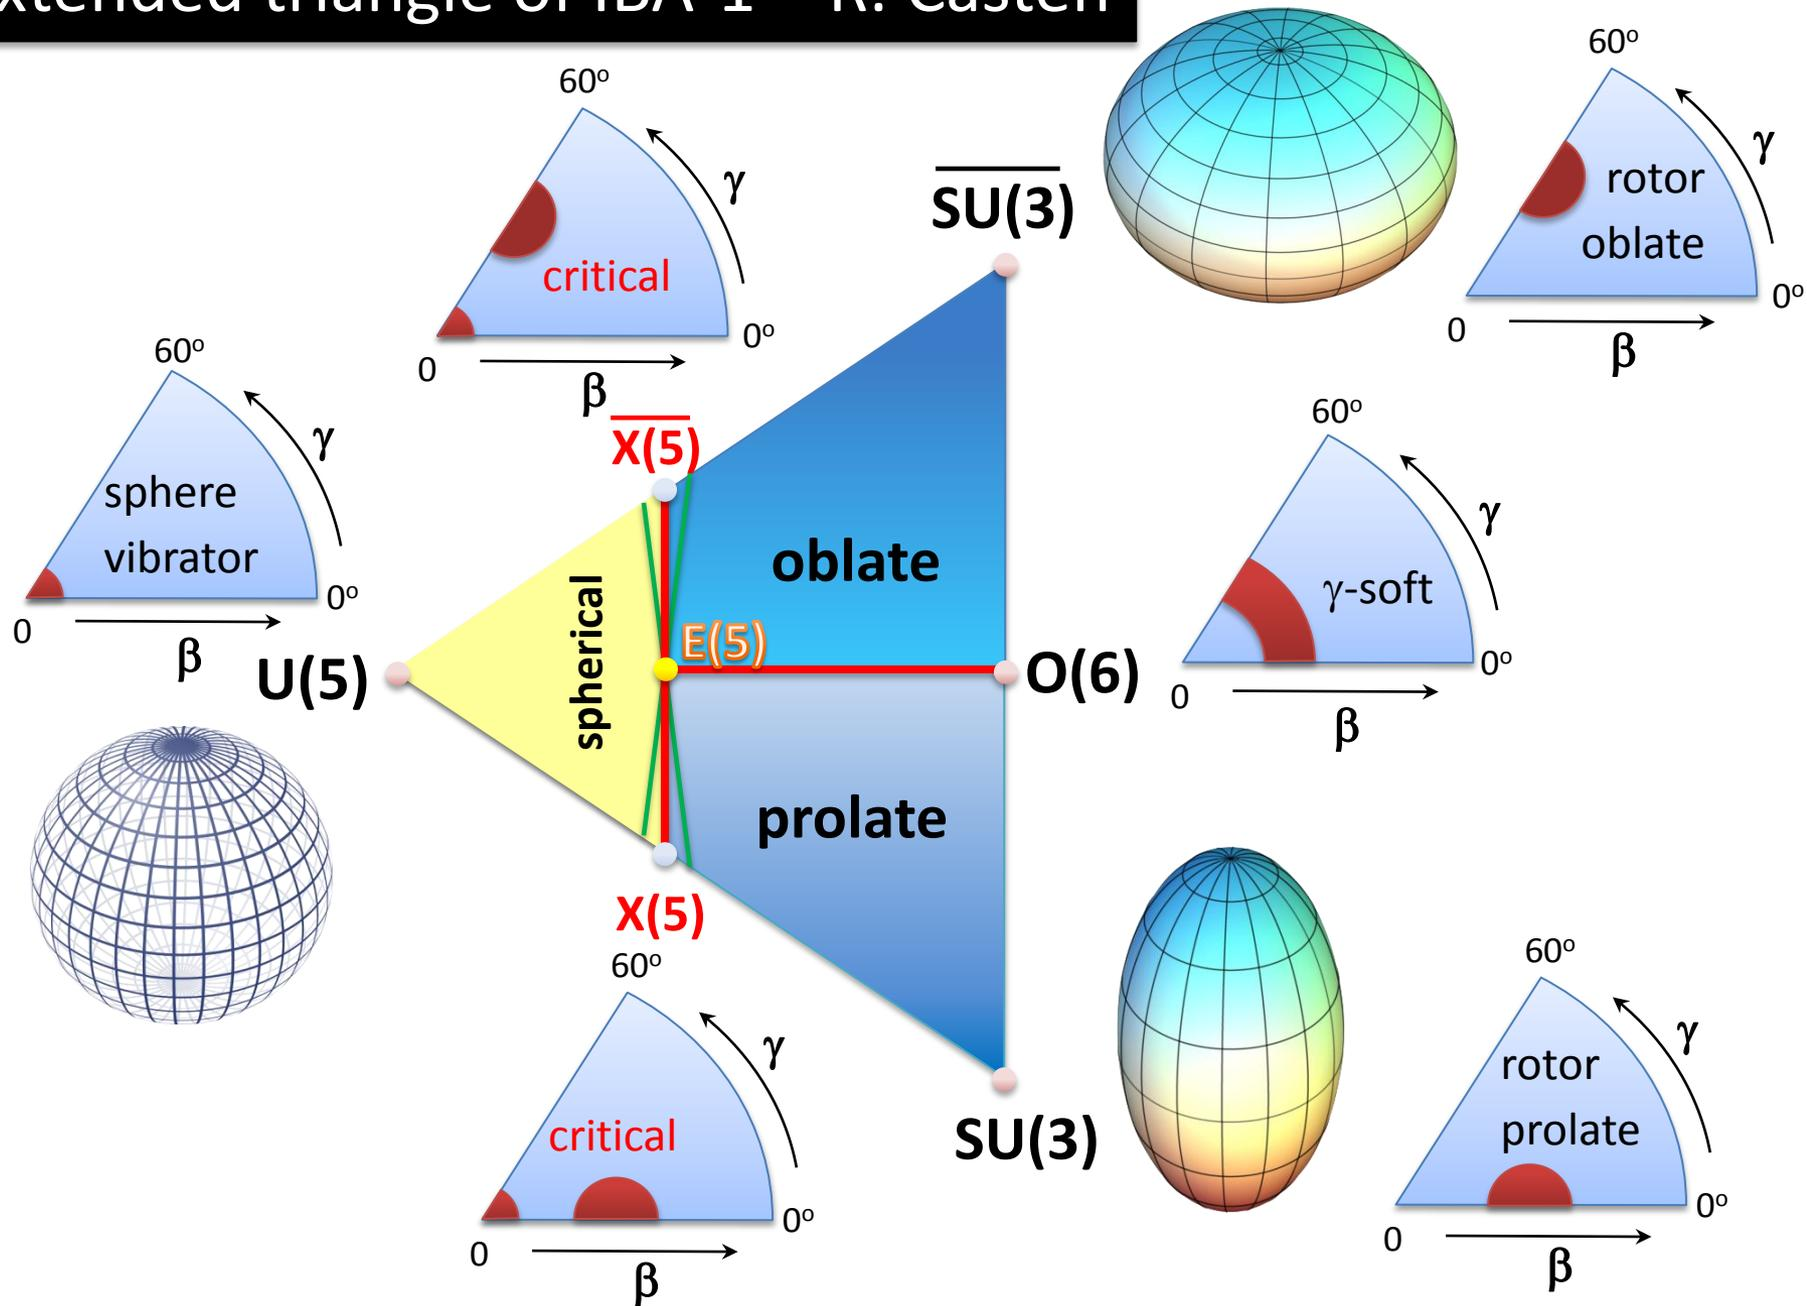 xtended triangle of IBA-1 – R. Casten
60º
γ
critical
0
0º
β
60º
γ
rotor
oblate
0
0º
β
SU(3)
60º
γ
sphere
vibrator
0
0º
β
X(5)
oblate
60º
γ
γ-soft
0
0º
β
spherical
E(5)
U(5)
O(6)
prolate
X(5)
60º
γ
critical
0
0º
β
SU(3)
60º
γ
rotor
prolate
0
0º
β